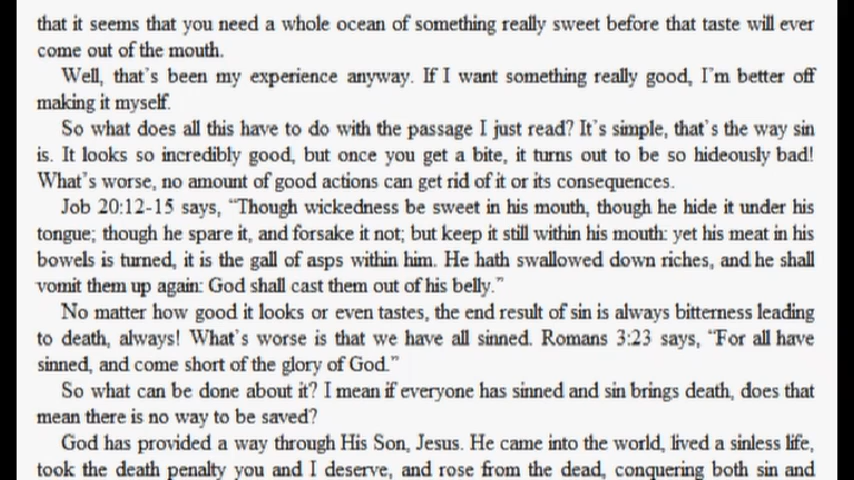 that it seems that you need a whole ocean of something really sweet before that taste will ever
come out of the mouth.
Well, that's been my experience anyway. If I want something really good, I'm better off
making it myself.
So what does all this have to do with the passage I just read? It's simple, that's the way sin
is. It looks so incredibly good, but once you get a bite, it turns out to be so hideously bad!
What's worse, no amount of good actions can get rid of it or its consequences.
Job 20:12-15 says, “Though wickedness be sweet in his mouth, though he hide it under his
tongue; though he spare it, and forsake it not; but keep it still within his mouth: yet his meat in his
bowels is turned, it is the gall of asps within him. He hath swallowed down riches, and he shall
vomit them up again: God shall cast them out of his belly.”
No matter how good it looks or even tastes, the end result of sin is always bitterness leading
to death, always! What's worse is that we have all sinned. Romans 3:23 says, “For all have
sinned, and come short of the glory of God.”
So what can be done about it? I mean if everyone has sinned and sin brings death, does that
mean there is no way to be saved?
God has provided a way through His Son, Jesus. He came into the world, lived a sinless life,
took the death penalty you and I deserve, and rose from the dead, conquering both sin and